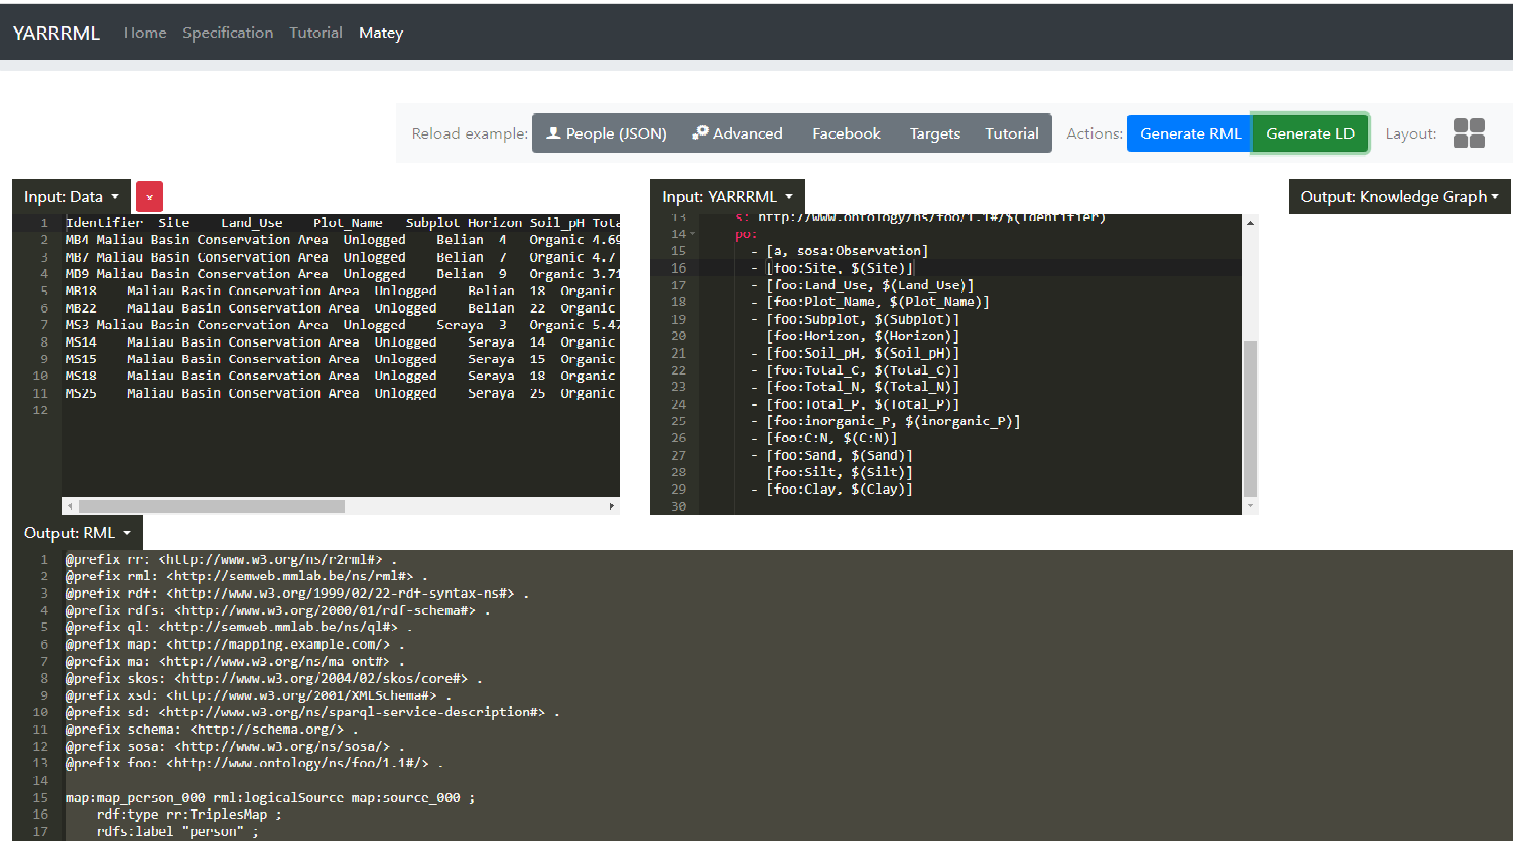 YARRRML Home Specification Tutorial Matey
Reload example: People (JSON) Advanced Facebook Targets Tutorial Actions: Generate RML Generate LD Layout:
Input: Data × Input: YARRRML Output: Knowledge Graph
1 Identifier Site Land_Use Plot_Name Subplot Horizon Soil_pH Tota
2 MB4 Maliau Basin Conservation Area Unlogged Belian 4 Organic 4.69
3 MB7 Maliau Basin Conservation Area Unlogged Belian 7 Organic 4.7
4 MB9 Maliau Basin Conservation Area Unlogged Belian 9 Organic 3.71
5 MB18 Maliau Basin Conservation Area Unlogged Belian 18 Organic
6 MB22 Maliau Basin Conservation Area Unlogged Belian 22 Organic
7 MS3 Maliau Basin Conservation Area Unlogged Seraya 3 Organic 5.47
8 MS14 Maliau Basin Conservation Area Unlogged Seraya 14 Organic
9 MS15 Maliau Basin Conservation Area Unlogged Seraya 15 Organic
10 MS18 Maliau Basin Conservation Area Unlogged Seraya 18 Organic
11 MS25 Maliau Basin Conservation Area Unlogged Seraya 25 Organic
12
13 s: http://www.ontology/ns/foo/1.1#/$(Identifier)
14 po:
15 - [a, sosa:Observation]
16 - [foo:Site, $(Site)]
17 - [foo:Land_Use, $(Land_Use)]
18 - [foo:Plot_Name, $(Plot_Name)]
19 - [foo:Subplot, $(Subplot)]
20 [foo:Horizon, $(Horizon)]
21 - [foo:Soil_pH, $(Soil_pH)]
22 - [foo:Total_C, $(Total_C)]
23 - [foo:Total_N, $(Total_N)]
24 - [foo:Total_P, $(Total_P)]
25 - [foo:inorganic_P, $(inorganic_P)]
26 - [foo:C:N, $(C:N)]
27 - [foo:Sand, $(Sand)]
28 [foo:Silt, $(Silt)]
29 - [foo:Clay, $(Clay)]
30
Output: RML
1 @prefix rr: <http://www.w3.org/ns/r2rml#> .
2 @prefix rml: <http://semweb.mmlab.be/ns/rml#> .
3 @prefix rdf: <http://www.w3.org/1999/02/22-rdf-syntax-ns#> .
4 @prefix rdfs: <http://www.w3.org/2000/01/rdf-schema#> .
5 @prefix ql: <http://semweb.mmlab.be/ns/ql#> .
6 @prefix map: <http://mapping.example.com/> .
7 @prefix ma: <http://www.w3.org/ns/ma ont#> .
8 @prefix skos: <http://www.w3.org/2004/02/skos/core#> .
9 @prefix xsd: <http://www.w3.org/2001/XMLSchema#> .
10 @prefix sd: <http://www.w3.org/ns/sparql-service-description#> .
11 @prefix schema: <http://schema.org/> .
12 @prefix sosa: <http://www.w3.org/ns/sosa/> .
13 @prefix foo: <http://www.ontology/ns/foo/1.1#/> .
14
15 map:map_person_000 rml:logicalSource map:source_000 ;
16 rdf:type rr:TriplesMap ;
17 rdfs:label "person" ;